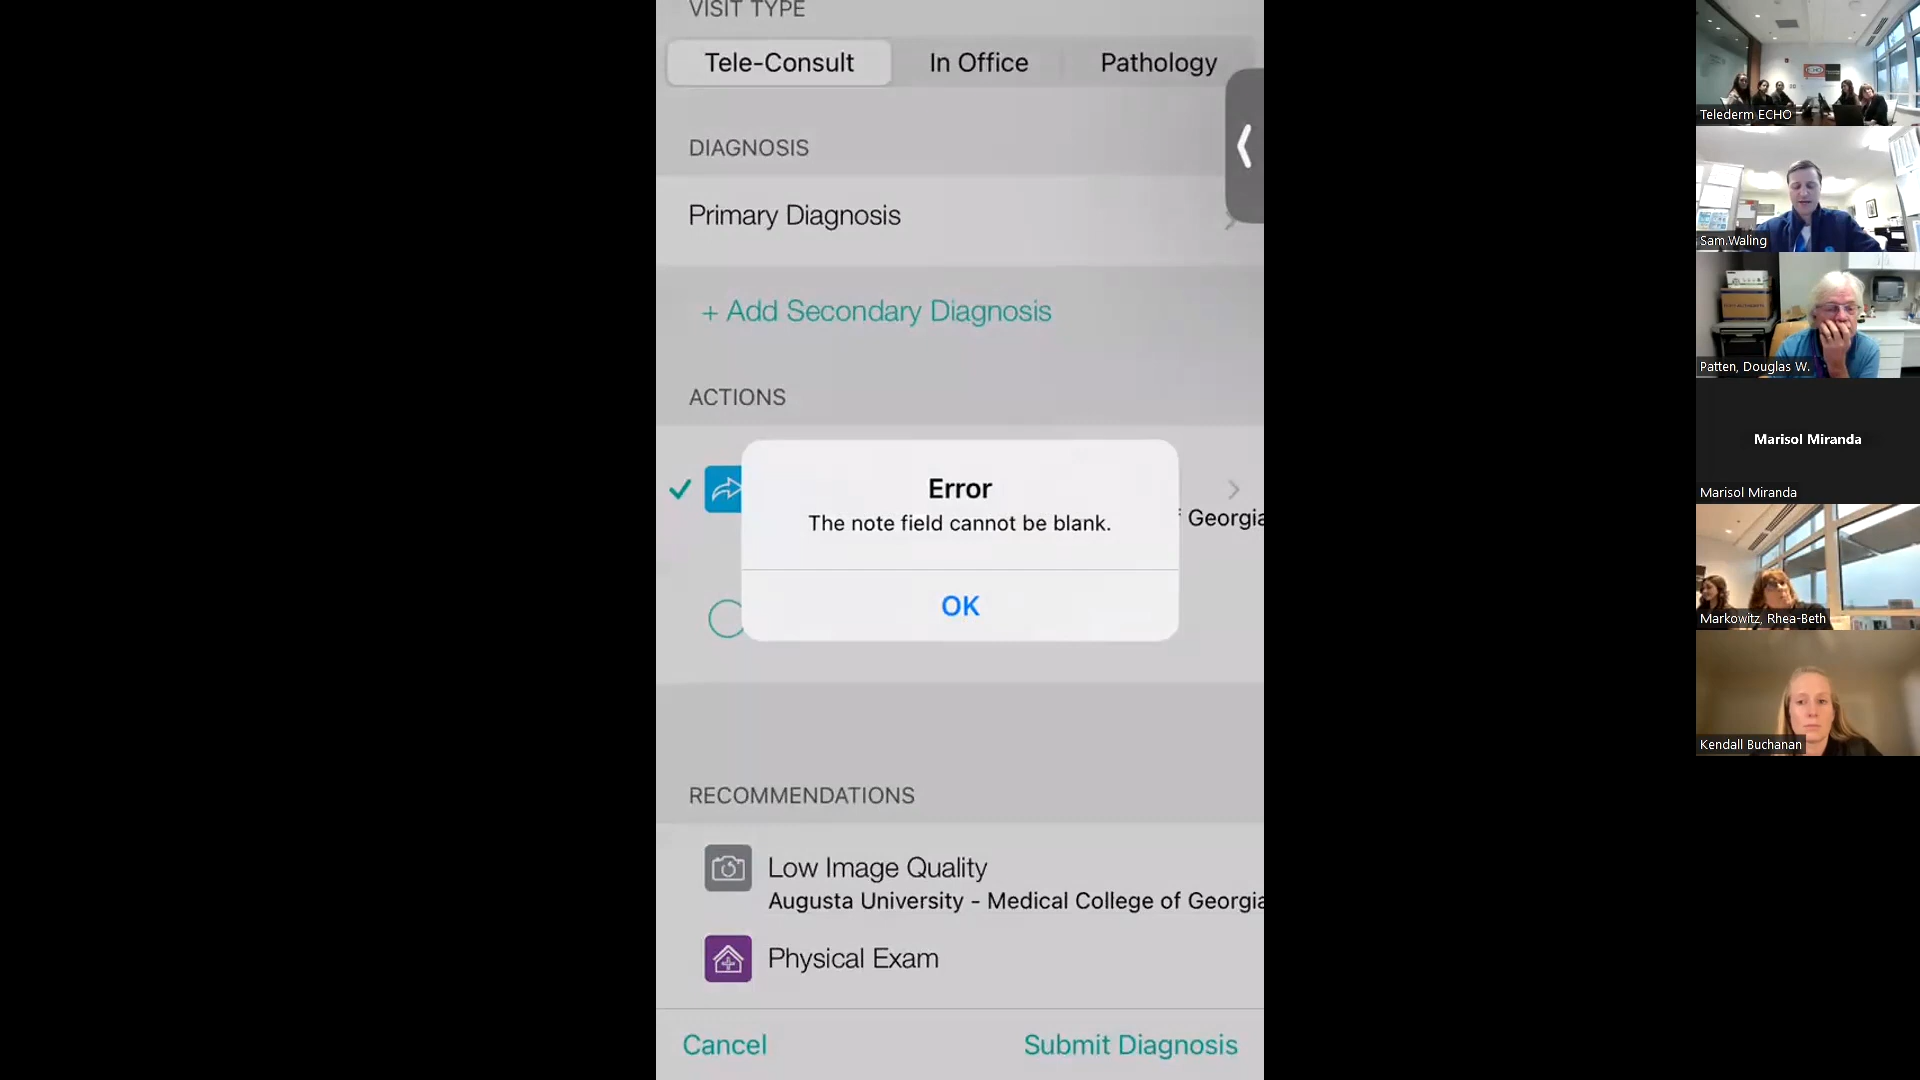 VISIT TYPE
Tele-Consult In Office Pathology
DIAGNOSIS
Primary Diagnosis
+ Add Secondary Diagnosis
ACTIONS
Georgia
Error
The note field cannot be blank.
OK
RECOMMENDATIONS
Low Image Quality
Augusta University - Medical College of Georgia
Physical Exam
Cancel Submit Diagnosis
ECHO
Telederm ECHO
Sam.Waling
Patten, Douglas W.
Marisol Miranda
Marisol Miranda
Markowitz, Rhea-Beth
Kendall Buchanan